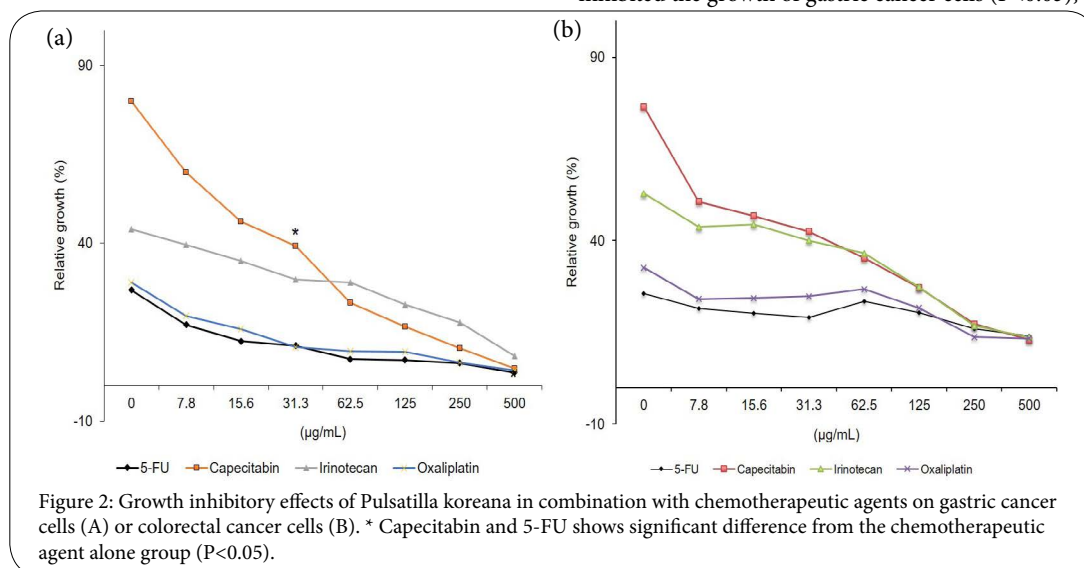 inhibited the growth of gastric cancer cells (P<0.05),
(a)
90
40
-10
Relative growth (%)
*
*
0 7.8 15.6 31.3 62.5 125 250 500
(µg/mL)
5-FU Capecitabin Irinotecan Oxaliplatin
(b)
90
40
-10
Relative growth (%)
0 7.8 15.6 31.3 62.5 125 250 500
(µg/mL)
5-FU Capecitabin Irinotecan Oxaliplatin
Figure 2: Growth inhibitory effects of Pulsatilla koreana in combination with chemotherapeutic agents on gastric cancer
cells (A) or colorectal cancer cells (B). * Capecitabin and 5-FU shows significant difference from the chemotherapeutic
agent alone group (P<0.05).